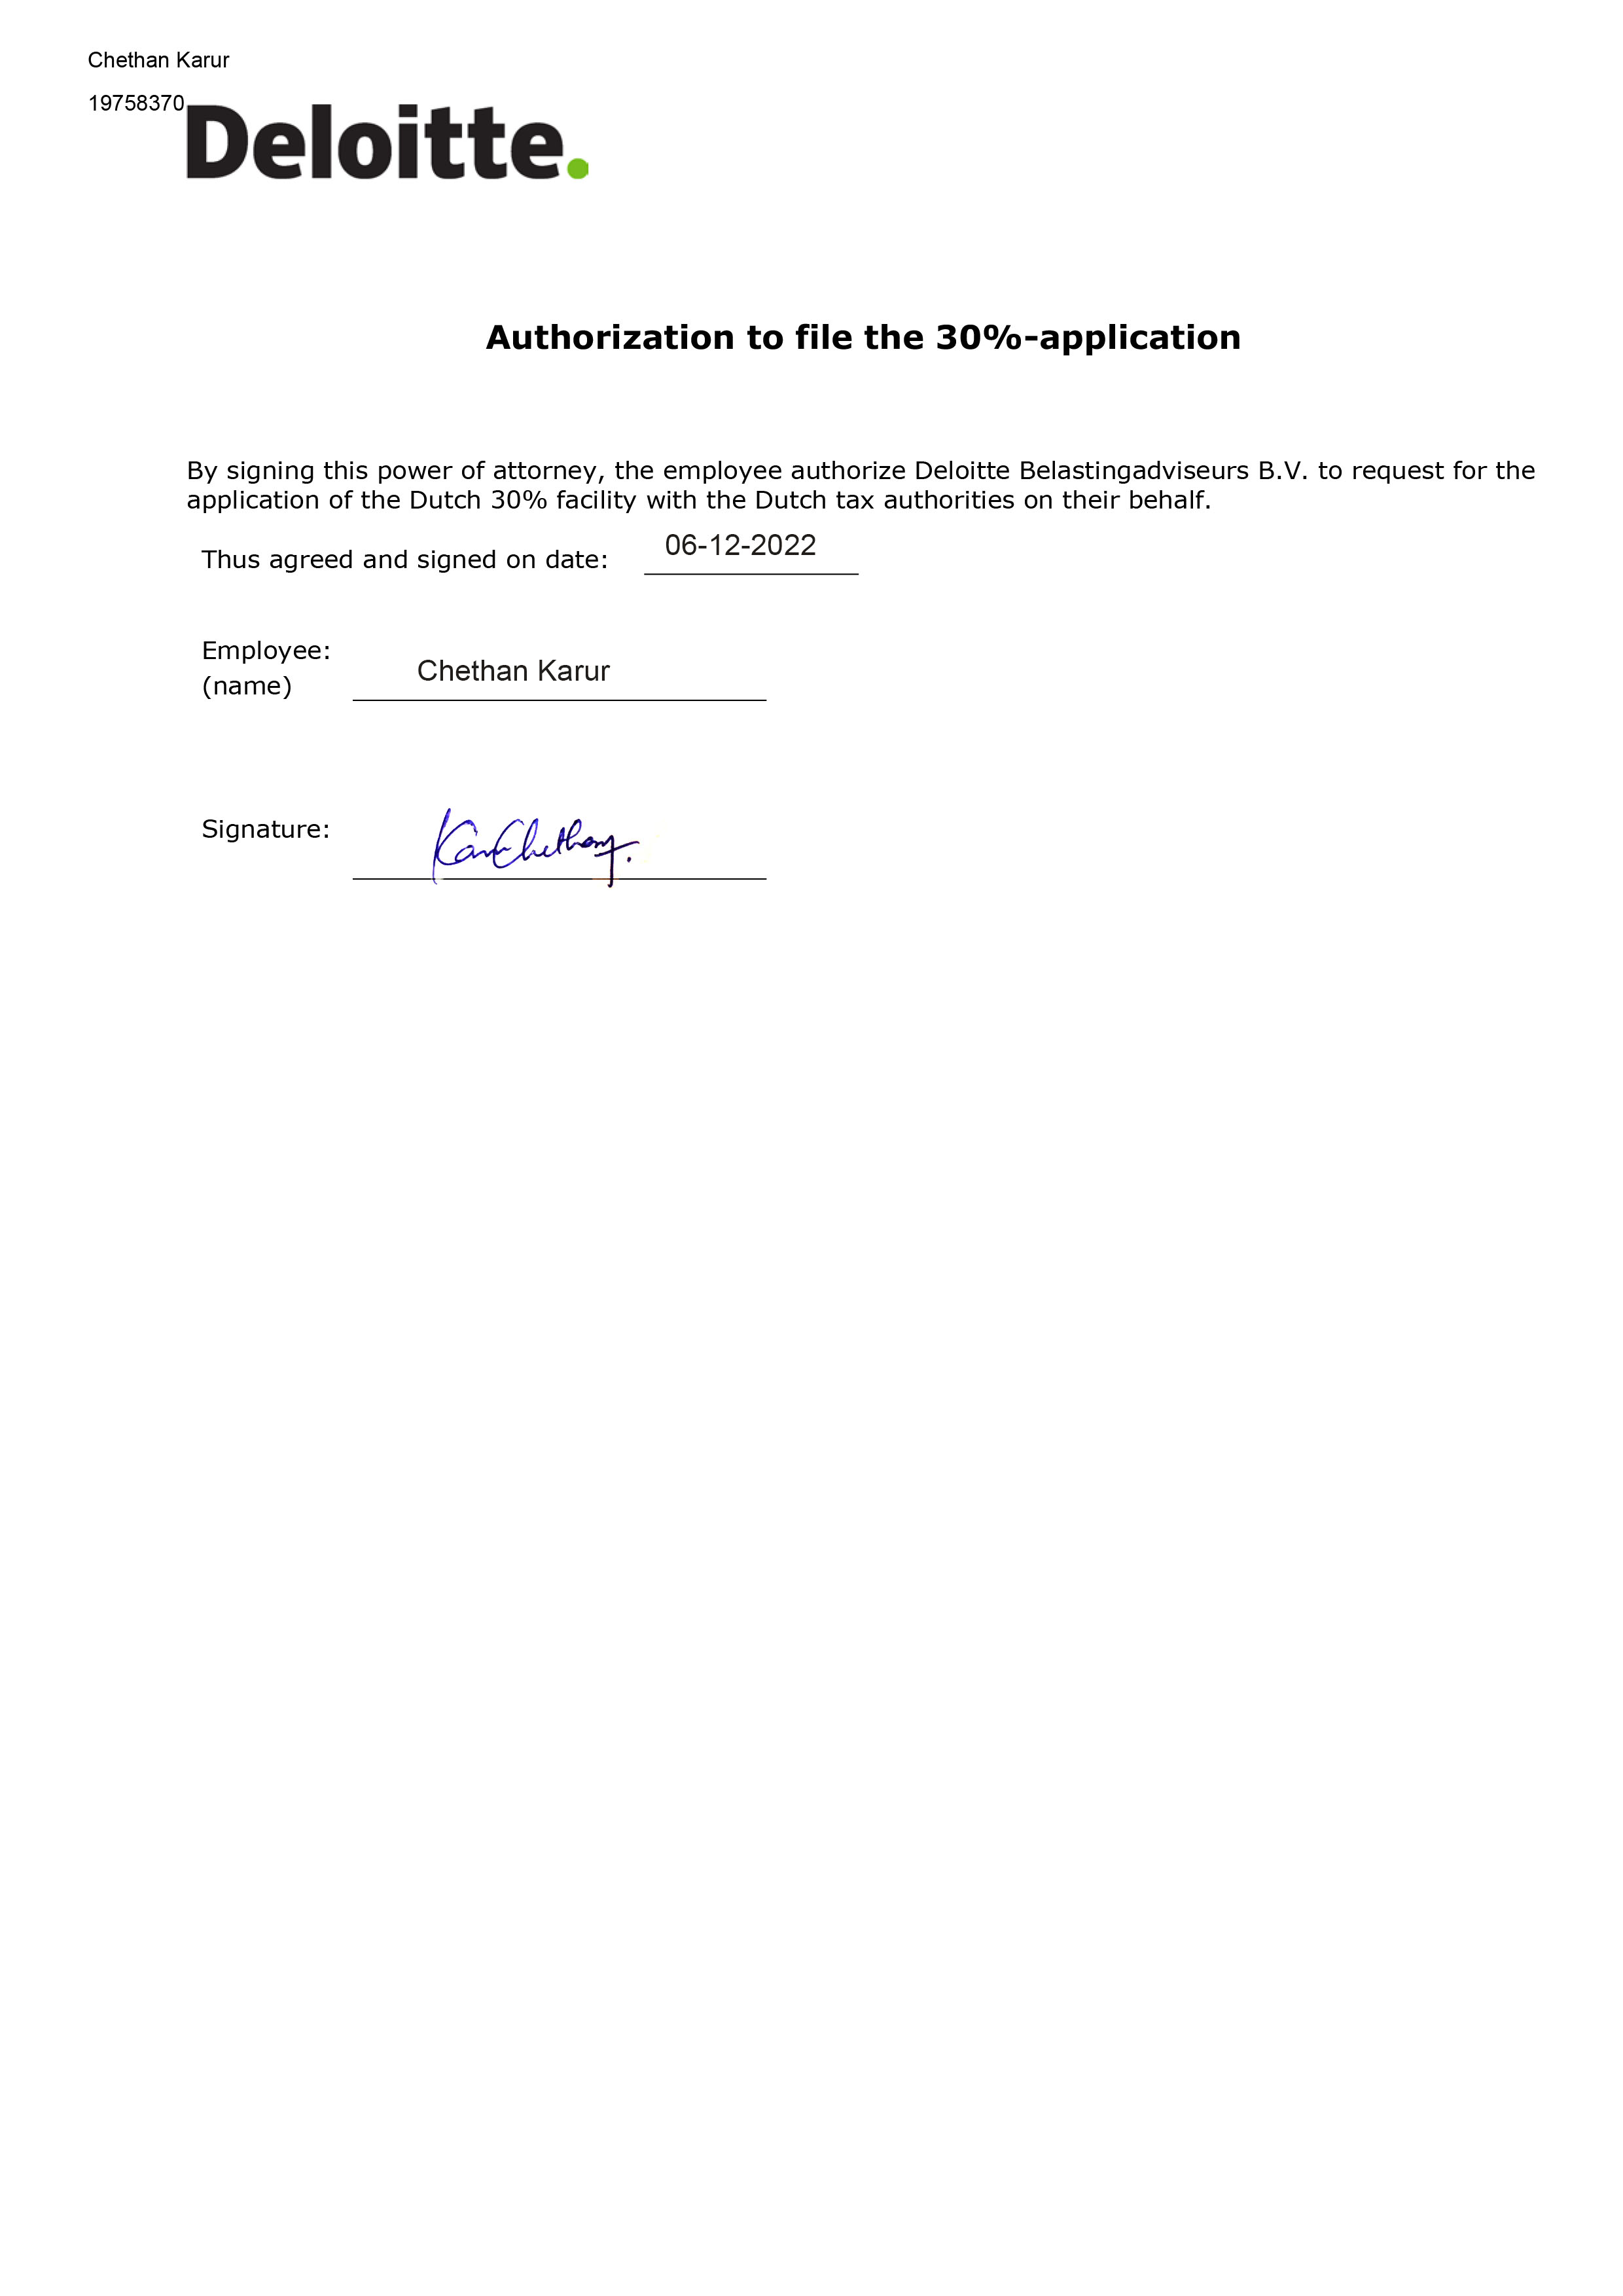 Chethan Karur
19758370
Deloitte.
Authorization to file the 30%-application
By signing this power of attorney, the employee authorize Deloitte Belastingadviseurs B.V. to request for the
application of the Dutch 30% facility with the Dutch tax authorities on their behalf.
Thus agreed and signed on date: 06-12-2022
Employee:
(name) Chethan Karur
Signature: